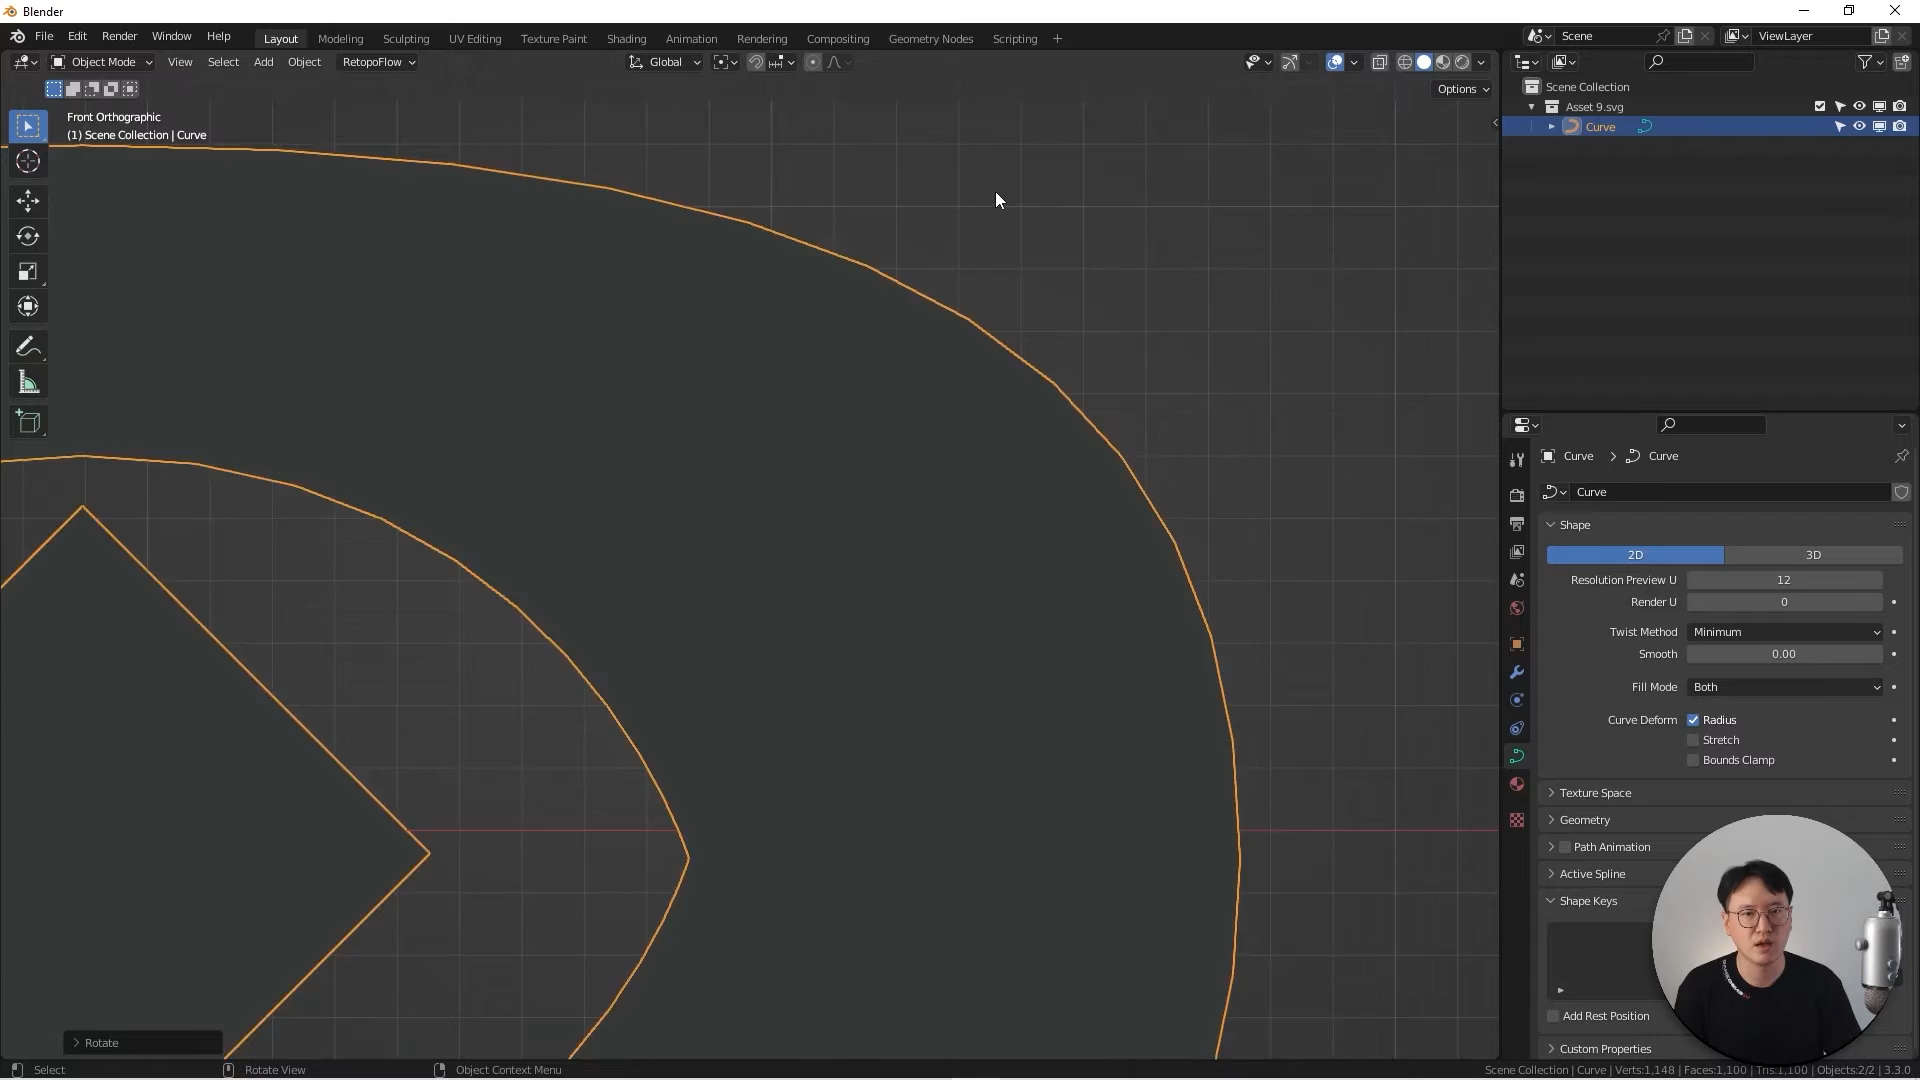 Blender
File Edit Render Window Help
Layout Modeling Sculpting UV Editing Texture Paint Shading Animation Rendering Compositing Geometry Nodes Scripting +
Scene ViewLayer
Object Mode View Select Add Object RetopoFlow Global
Options
Front Orthographic
(1) Scene Collection | Curve
Scene Collection
Asset 9.svg
Curve
Curve > Curve
Curve
Shape
2D 3D
Resolution Preview U 12
Render U 0
Twist Method Minimum
Smooth 0.00
Fill Mode Both
Curve Deform Radius
Stretch
Bounds Clamp
Texture Space
Geometry
Path Animation
Active Spline
Shape Keys
Add Rest Position
Custom Properties
Rotate
Select Rotate View Object Context Menu
Scene Collection | Curve | Verts:1,148 | Faces:1,100 | Tris:1,100 | Objects:2/2 | 3.3.0